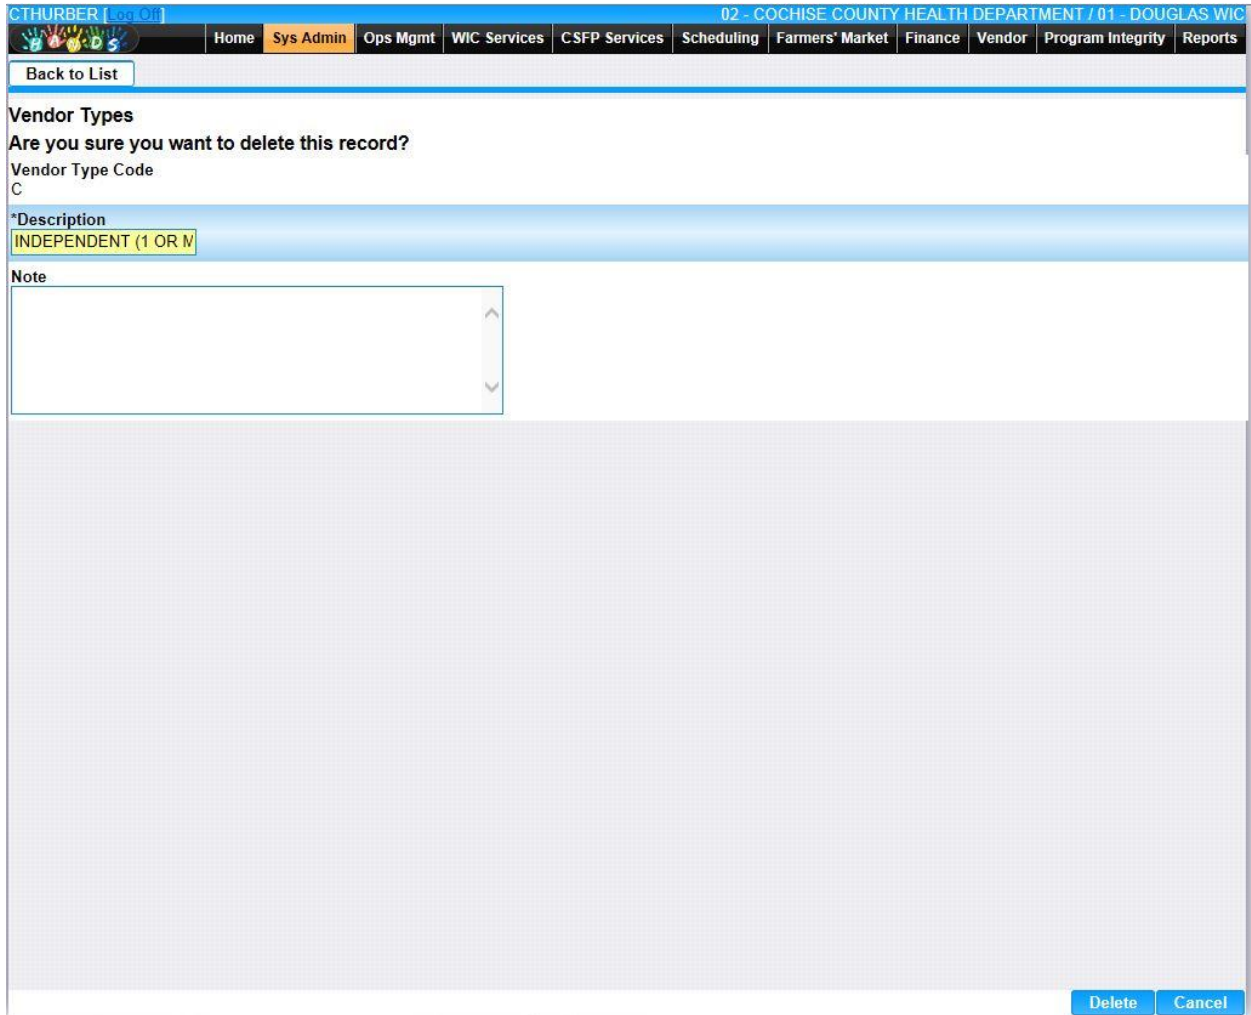 CTHURBER [Log Off] 02 - COCHISE COUNTY HEALTH DEPARTMENT / 01 - DOUGLAS WIC
HANDS Home Sys Admin Ops Mgmt WIC Services CSFP Services Scheduling Farmers' Market Finance Vendor Program Integrity Reports
Back to List
Vendor Types
Are you sure you want to delete this record?
Vendor Type Code
C
*Description
INDEPENDENT (1 OR M
Note
Delete Cancel